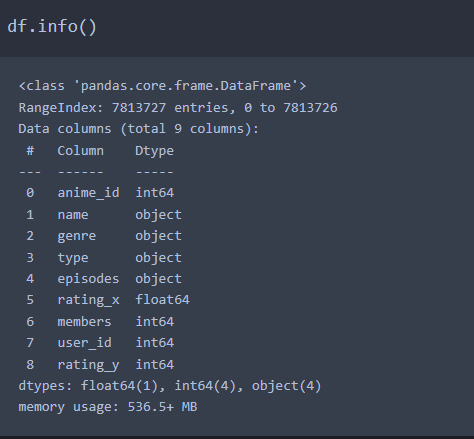 df.info()
<class 'pandas.core.frame.DataFrame'>
RangeIndex: 7813727 entries, 0 to 7813726
Data columns (total 9 columns):
 #   Column    Dtype
---  ------    -----
 0   anime_id  int64
 1   name      object
 2   genre     object
 3   type      object
 4   episodes  object
 5   rating_x  float64
 6   members   int64
 7   user_id   int64
 8   rating_y  int64
dtypes: float64(1), int64(4), object(4)
memory usage: 536.5+ MB